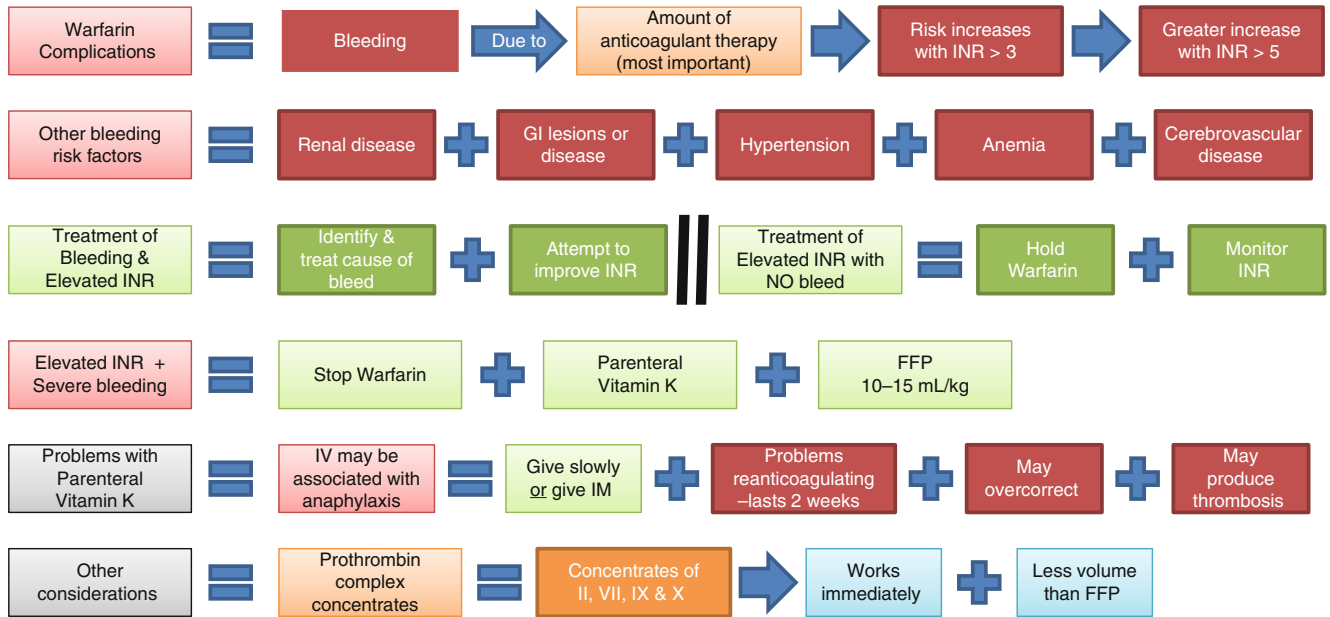 Warfarin
Complications
Bleeding
Due to
Amount of
anticoagulant therapy
(most important)
Risk increases
with INR > 3
Greater increase
with INR > 5
Other bleeding
risk factors
Renal disease
GI lesions or
disease
Hypertension
Anemia
Cerebrovascular
disease
Treatment of
Bleeding &
Elevated INR
Identify &
treat cause of
bleed
Attempt to
improve INR
Treatment of
Elevated INR with
NO bleed
Hold
Warfarin
Monitor
INR
Elevated INR +
Severe bleeding
Stop Warfarin
Parenteral
Vitamin K
FFP
10–15 mL/kg
Problems with
Parenteral
Vitamin K
IV may be
associated with
anaphylaxis
Give slowly
or give IM
Problems
reanticoagulating
–lasts 2 weeks
May
overcorrect
May
produce
thrombosis
Other
considerations
Prothrombin
complex
concentrates
Concentrates of
II, VII, IX & X
Works
immediately
Less volume
than FFP